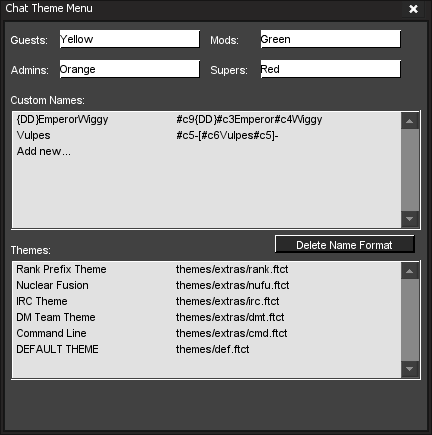 Chat Theme Menu
Guests: Yellow Mods: Green
Admins: Orange Supers: Red
Custom Names:
{DD}EmperorWiggy #c9{DD}#c3Emperor#c4Wiggy
Vulpes #c5-[#c6Vulpes#c5]-
Add new...
Delete Name Format
Themes:
Rank Prefix Theme themes/extras/rank.ftct
Nuclear Fusion themes/extras/nufu.ftct
IRC Theme themes/extras/irc.ftct
DM Team Theme themes/extras/dmt.ftct
Command Line themes/extras/cmd.ftct
DEFAULT THEME themes/def.ftct